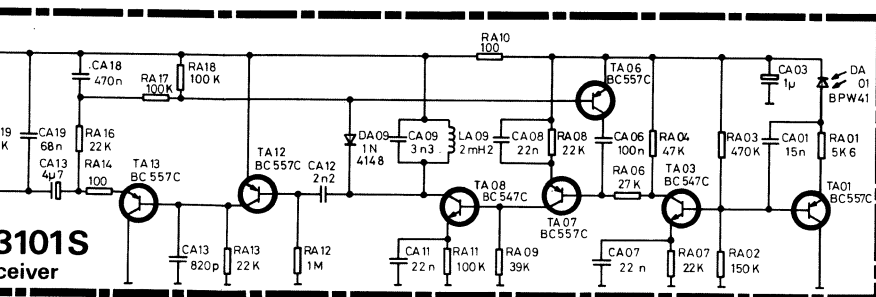 RA10
100
CA18
470n
RA17
100K
RA18
100K
TA06
BC557C
CA03
1µ
DA
01
BPW41
19
K
CA19
68n
RA16
22K
TA12
BC557C
DA09
1N
4148
CA09
3n3
LA09
2mH2
CA08
22n
RA08
22K
CA06
100n
RA04
47K
RA03
470K
CA01
15n
RA01
5K6
CA13
4µ7
RA14
100
TA13
BC557C
CA12
2n2
TA08
BC547C
RA06
27K
TA03
BC547C
TA01
BC557C
TA07
BC557C
3101S
ceiver
CA13
820p
RA13
22K
RA12
1M
CA11
22n
RA11
100K
RA09
39K
CA07
22n
RA07
22K
RA02
150K